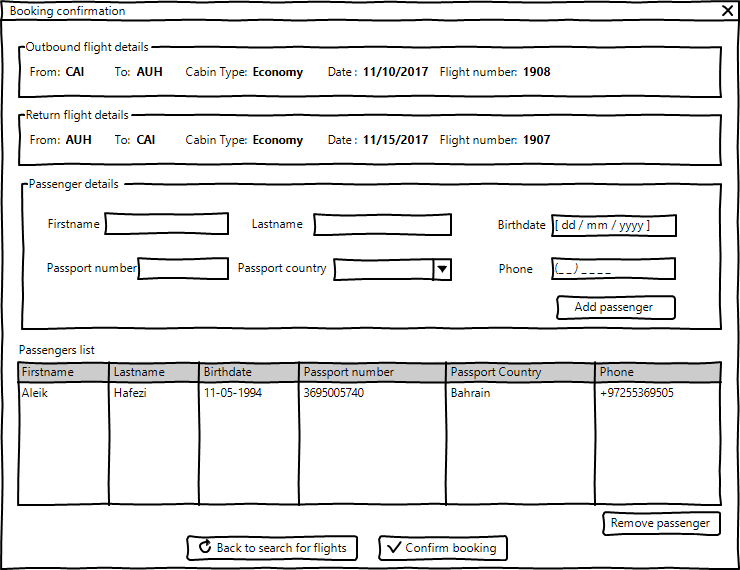 Booking confirmation
Outbound flight details
From: CAI To: AUH Cabin Type: Economy Date : 11/10/2017 Flight number: 1908
Return flight details
From: AUH To: CAI Cabin Type: Economy Date : 11/15/2017 Flight number: 1907
Passenger details
Firstname Lastname Birthdate [ dd / mm / yyyy ]
Passport number Passport country Phone (_ _) _ _ _ _
Add passenger
Passengers list
Firstname Lastname Birthdate Passport number Passport Country Phone
Aleik Hafezi 11-05-1994 3695005740 Bahrain +97255369505
Remove passenger
Back to search for flights Confirm booking